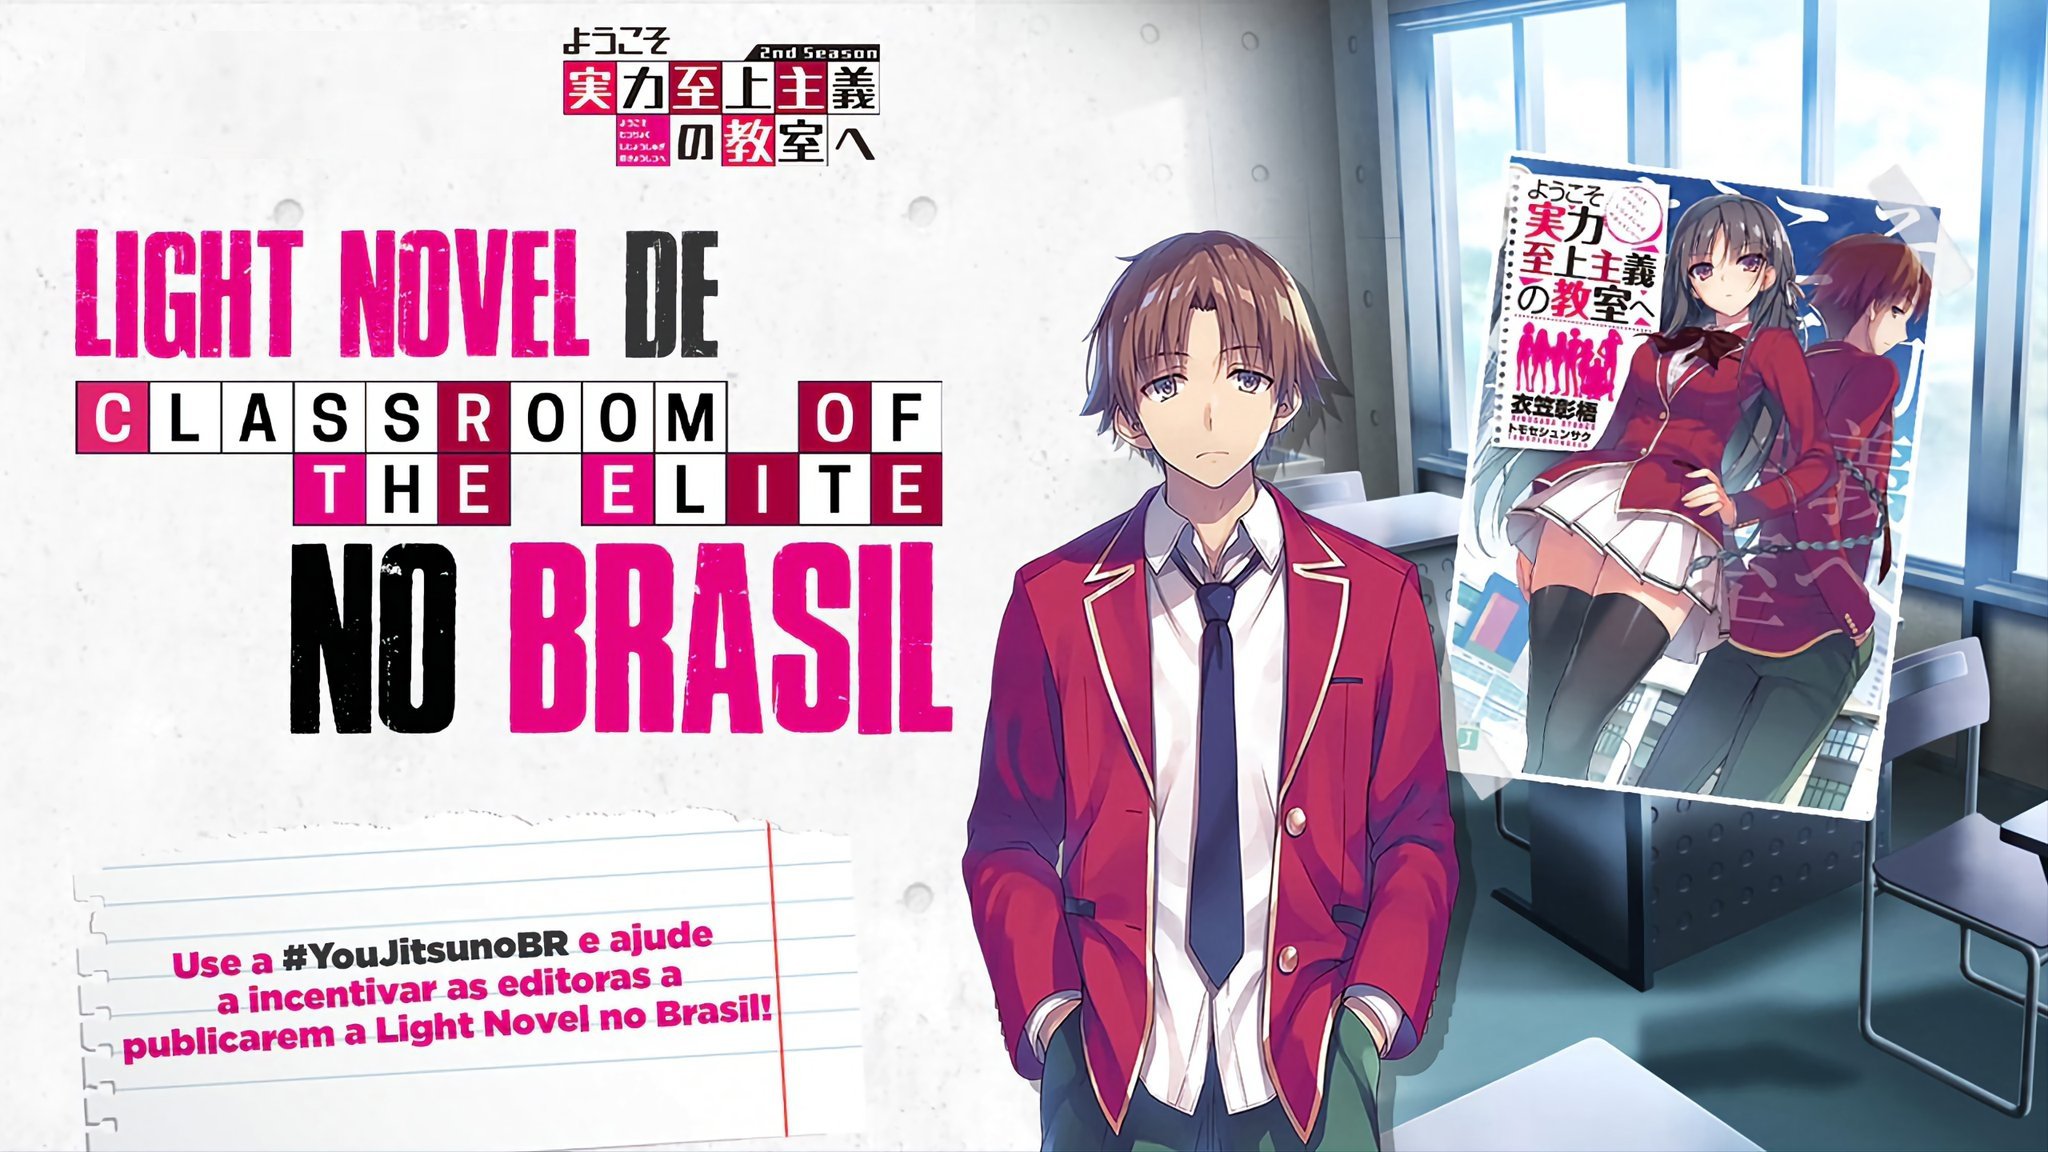 ようこそ
2nd Season
実力至上主義
の教室へ
LIGHT NOVEL DE
CLASSROOM OF
THE ELITE
NO BRASIL
Use a #YouJitsunoBR e ajude
a incentivar as editoras a
publicarem a Light Novel no Brasil!
ようこそ
実力
至上主義
の教室へ
衣笠彰梧
トモセシュンサク